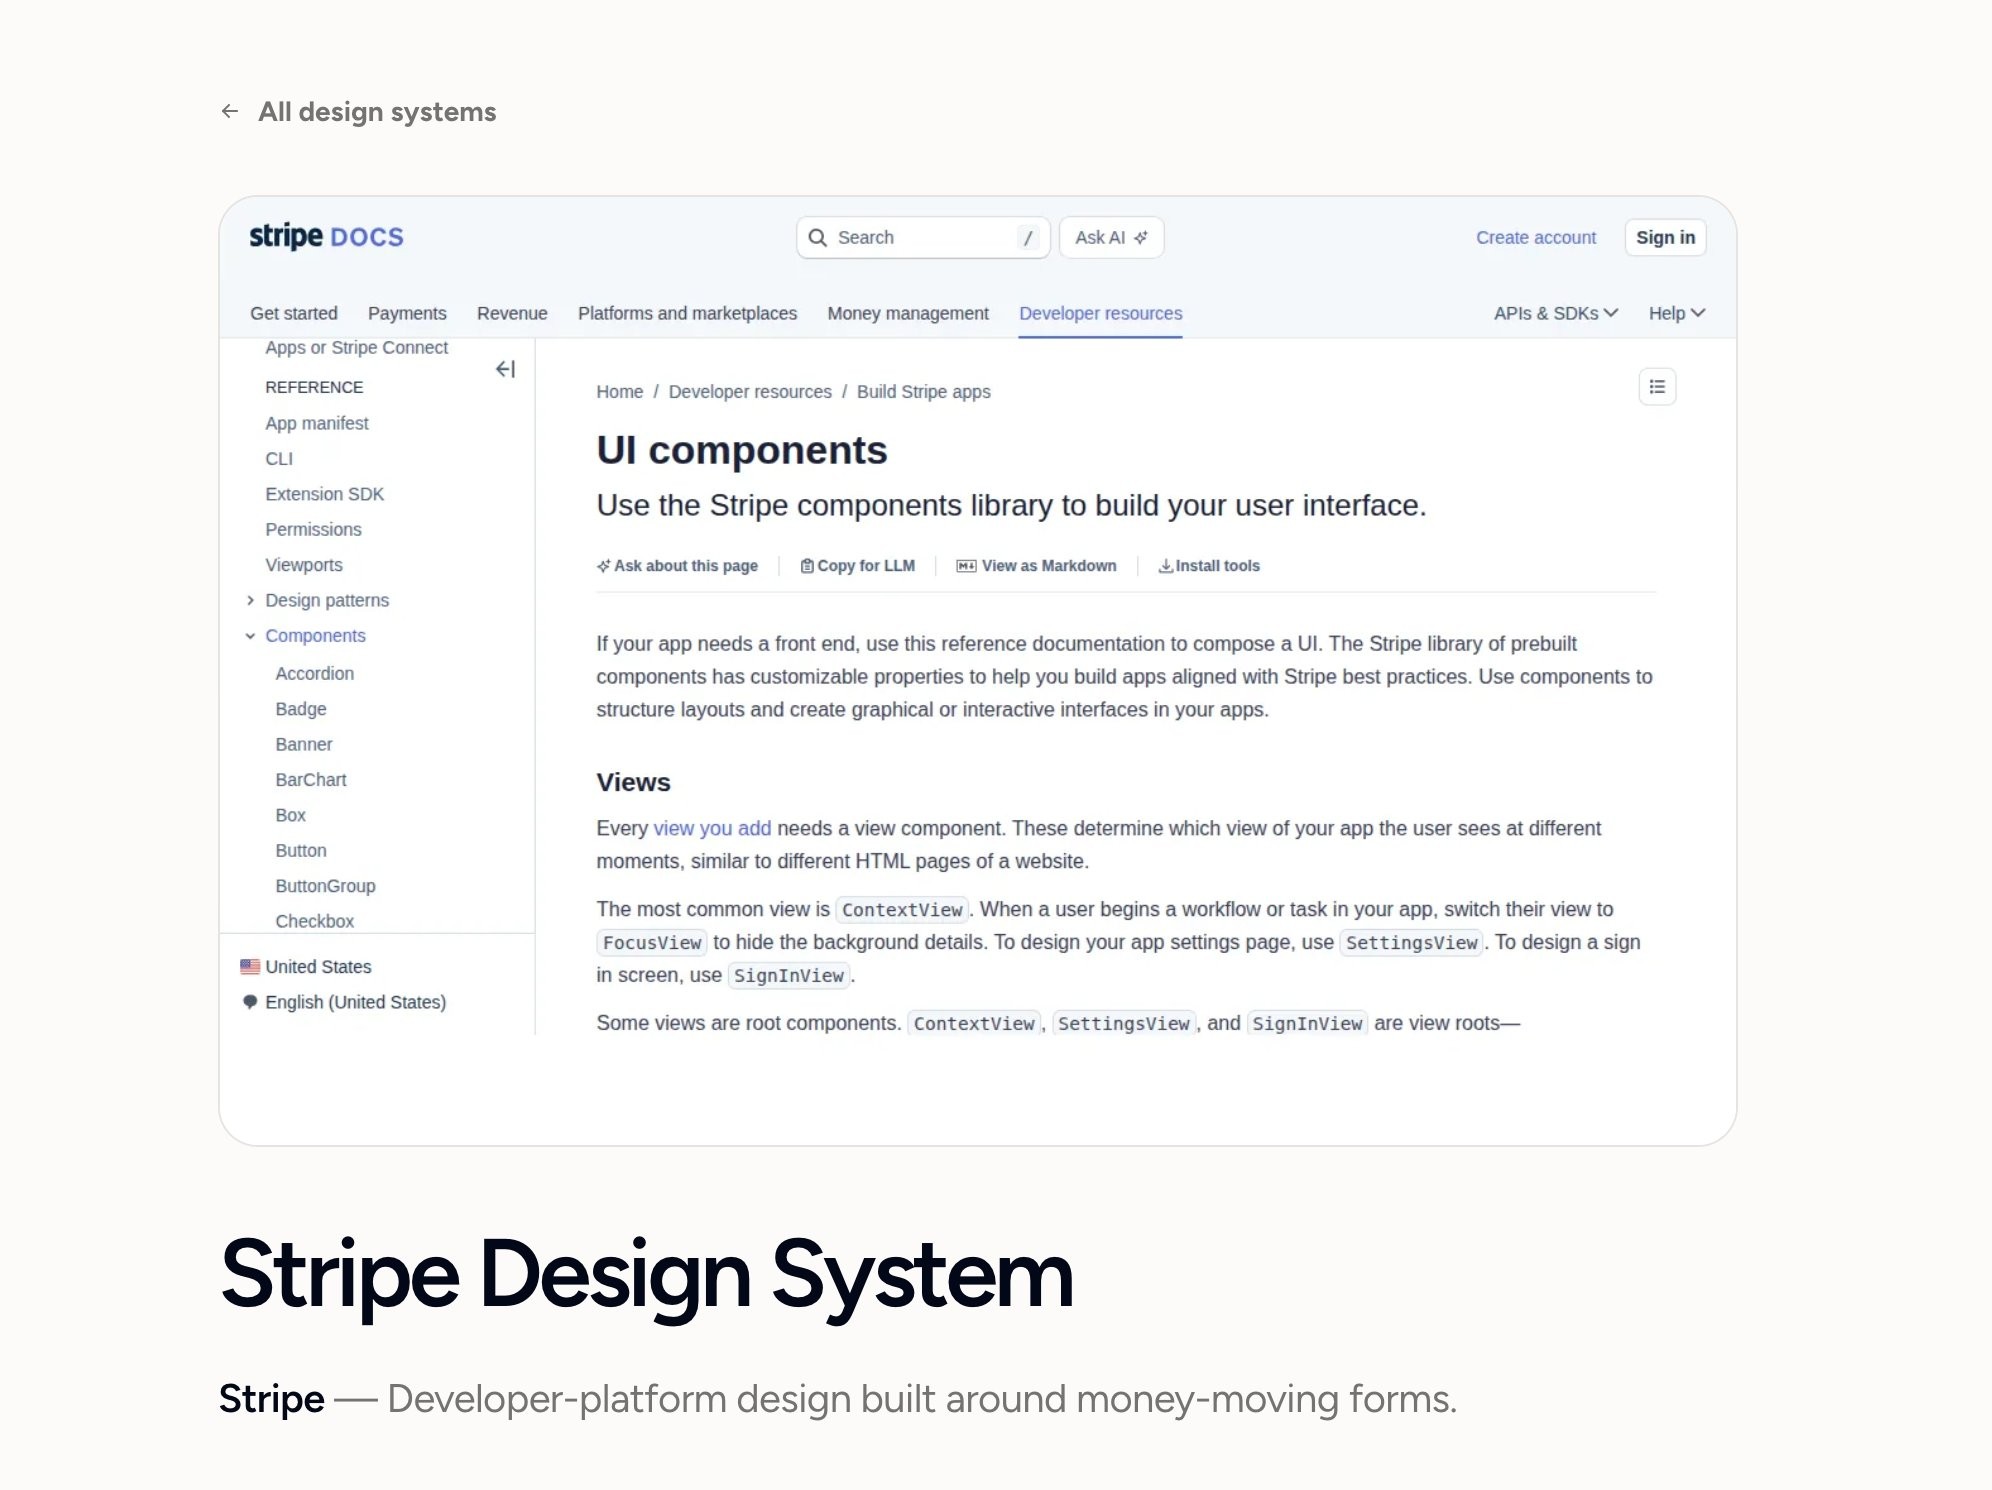 ← All design systems
stripe DOCS
Search /
Ask AI
Create account
Sign in
Get started
Payments
Revenue
Platforms and marketplaces
Money management
Developer resources
APIs & SDKs
Help
Apps or Stripe Connect
REFERENCE
App manifest
CLI
Extension SDK
Permissions
Viewports
Design patterns
Components
Accordion
Badge
Banner
BarChart
Box
Button
ButtonGroup
Checkbox
United States
English (United States)
Home / Developer resources / Build Stripe apps
UI components
Use the Stripe components library to build your user interface.
Ask about this page
Copy for LLM
View as Markdown
Install tools
If your app needs a front end, use this reference documentation to compose a UI. The Stripe library of prebuilt
components has customizable properties to help you build apps aligned with Stripe best practices. Use components to
structure layouts and create graphical or interactive interfaces in your apps.
Views
Every view you add needs a view component. These determine which view of your app the user sees at different
moments, similar to different HTML pages of a website.
The most common view is ContextView. When a user begins a workflow or task in your app, switch their view to
FocusView to hide the background details. To design your app settings page, use SettingsView. To design a sign
in screen, use SignInView.
Some views are root components. ContextView, SettingsView, and SignInView are view roots—
Stripe Design System
Stripe — Developer-platform design built around money-moving forms.